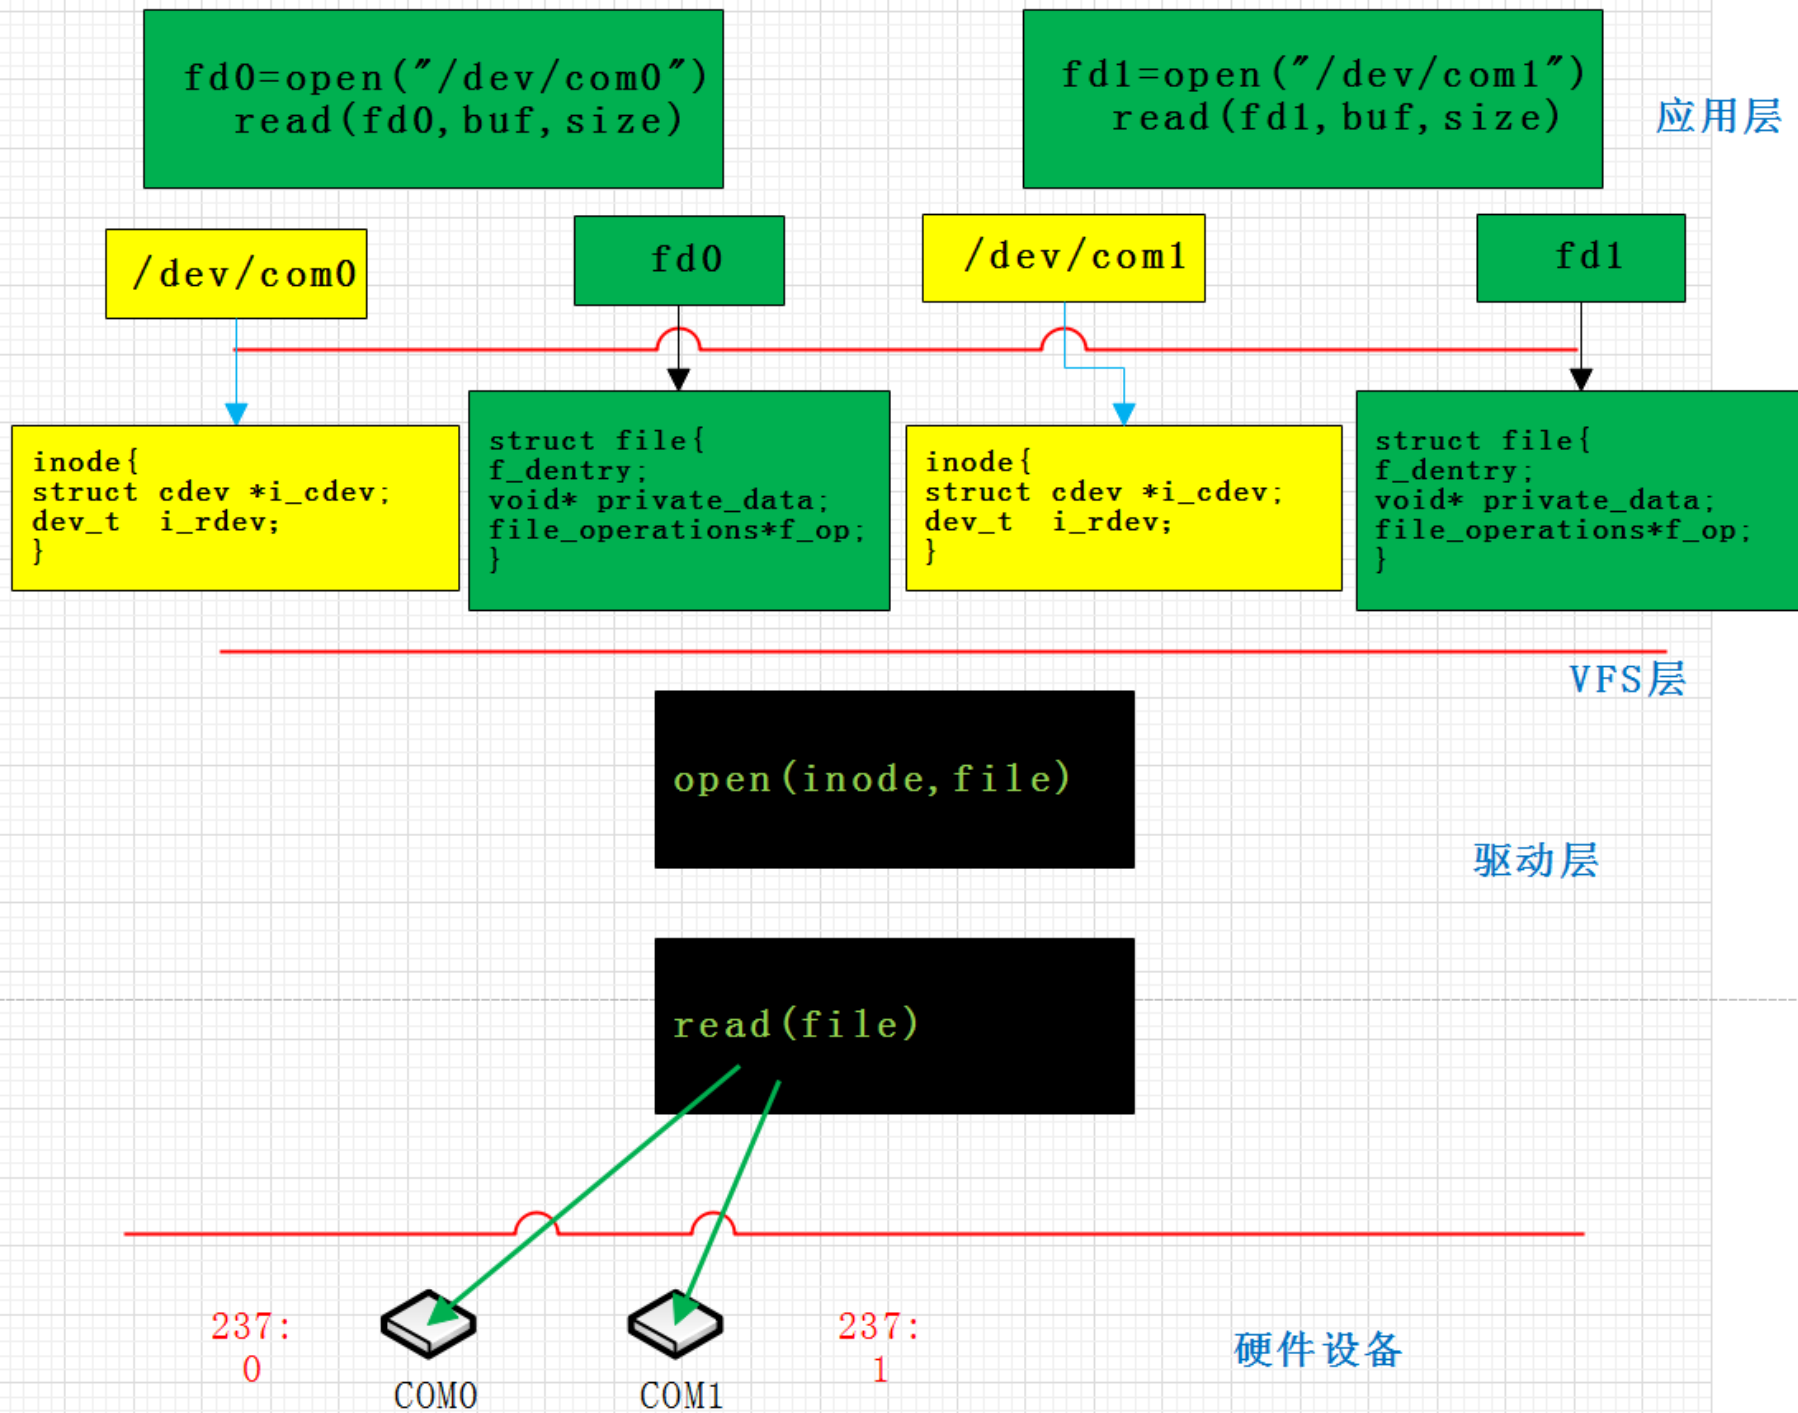 fd0=open("/dev/com0")
read(fd0,buf,size)
fd1=open("/dev/com1")
read(fd1,buf,size)
应用层
/dev/com0
fd0
/dev/com1
fd1
inode{
struct cdev *i_cdev;
dev_t i_rdev;
}
struct file{
f_dentry;
void* private_data;
file_operations*f_op;
}
inode{
struct cdev *i_cdev;
dev_t i_rdev;
}
struct file{
f_dentry;
void* private_data;
file_operations*f_op;
}
VFS层
open(inode,file)
驱动层
read(file)
237:
0
COM0
COM1
237:
1
硬件设备